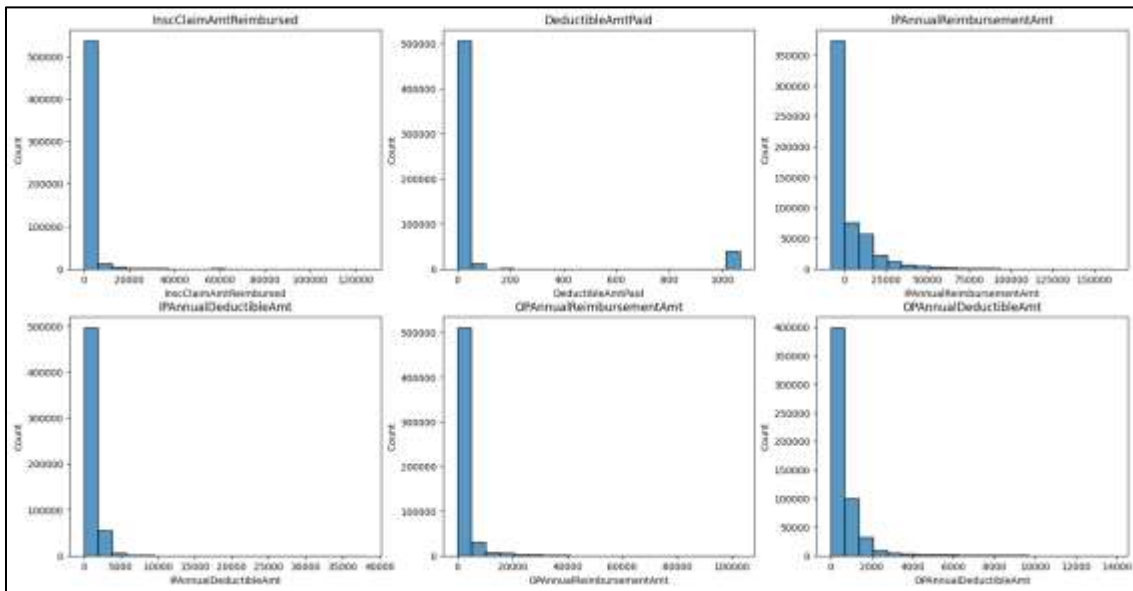 InscClaimAmtReimbursed
500000
400000
300000
200000
100000
0
Count
0 20000 40000 60000 80000 100000 120000
InscClaimAmtReimbursed
DeductibleAmtPaid
500000
400000
300000
200000
100000
0
Count
0 200 400 600 800 1000
DeductibleAmtPaid
IPAnnualReimbursementAmt
350000
300000
250000
200000
150000
100000
50000
0
Count
0 25000 50000 75000 100000 125000 150000
IPAnnualReimbursementAmt
IPAnnualDeductibleAmt
500000
400000
300000
200000
100000
0
Count
0 5000 10000 15000 20000 25000 30000 35000 40000
IPAnnualDeductibleAmt
OPAnnualReimbursementAmt
500000
400000
300000
200000
100000
0
Count
0 20000 40000 60000 80000 100000
OPAnnualReimbursementAmt
OPAnnualDeductibleAmt
400000
350000
300000
250000
200000
150000
100000
50000
0
Count
0 2000 4000 6000 8000 10000 12000 14000
OPAnnualDeductibleAmt